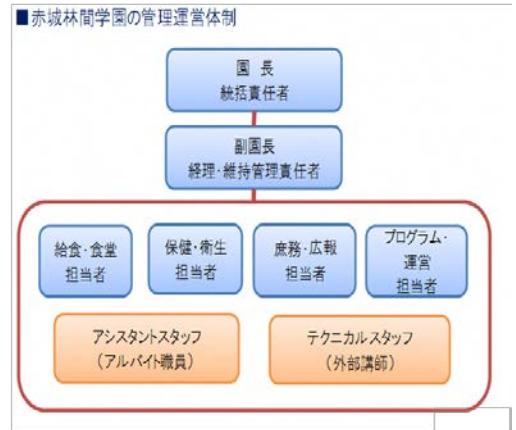 ■赤城林間学園の管理運営体制
園 長
統括責任者
副園長
経理・維持管理責任者
給食・食堂
担当者
保健・衛生
担当者
庶務・広報
担当者
プログラム・
運営
担当者
アシスタントスタッフ
（アルバイト職員）
テクニカルスタッフ
（外部講師）